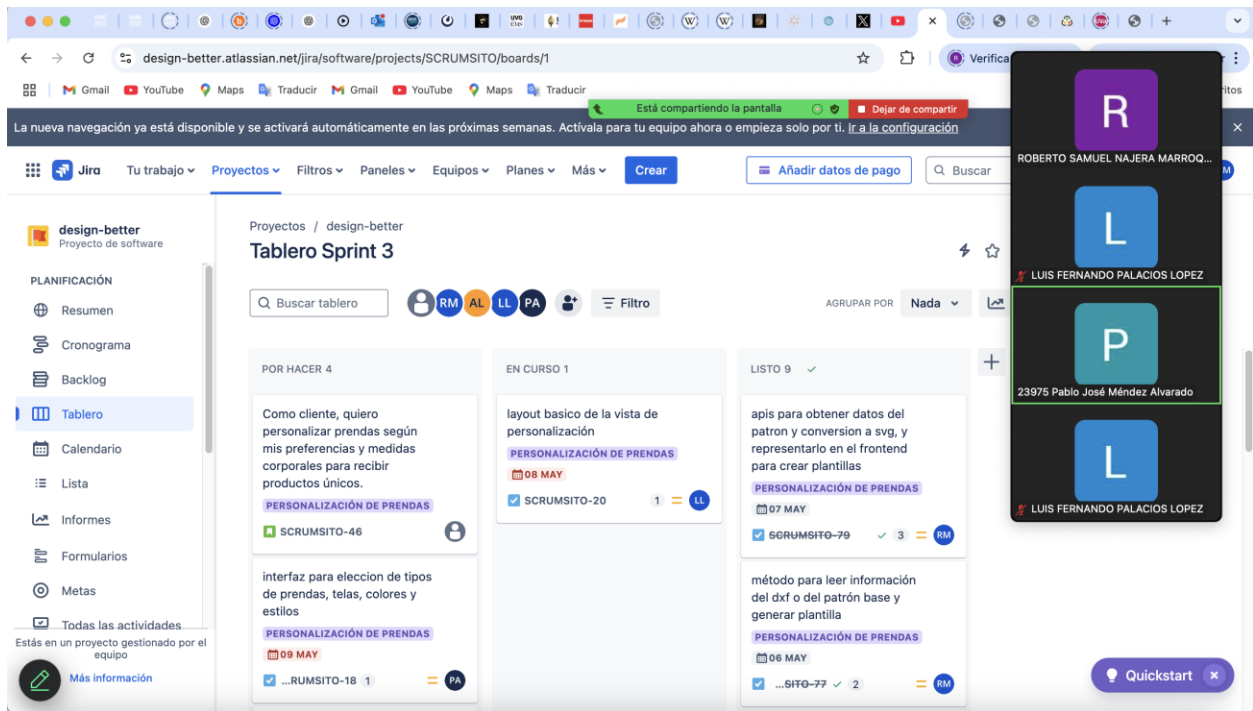 design-better.atlassian.net/jira/software/projects/SCRUMSITO/boards/1
Verifica
Gmail
YouTube
Maps
Traducir
Gmail
YouTube
Maps
Traducir
ritos
Está compartiendo la pantalla
Dejar de compartir
La nueva navegación ya está disponible y se activará automáticamente en las próximas semanas. Actívala para tu equipo ahora o empieza solo por ti. Ir a la configuración
Jira
Tu trabajo
Proyectos
Filtros
Paneles
Equipos
Planes
Más
Crear
Añadir datos de pago
Buscar
M
design-better
Proyecto de software
PLANIFICACIÓN
Resumen
Cronograma
Backlog
Tablero
Calendario
Lista
Informes
Formularios
Metas
Todas las actividades
Estás en un proyecto gestionado por el
equipo
Más información
Proyectos / design-better
Tablero Sprint 3
Buscar tablero
RM
AL
LL
PA
Filtro
AGRUPAR POR
Nada
POR HACER 4
Como cliente, quiero
personalizar prendas según
mis preferencias y medidas
corporales para recibir
productos únicos.
PERSONALIZACIÓN DE PRENDAS
SCRUMSITO-46
interfaz para eleccion de tipos
de prendas, telas, colores y
estilos
PERSONALIZACIÓN DE PRENDAS
09 MAY
...RUMSITO-18 1
PA
EN CURSO 1
layout basico de la vista de
personalización
PERSONALIZACIÓN DE PRENDAS
08 MAY
SCRUMSITO-20 1
LL
LISTO 9
apis para obtener datos del
patron y conversion a svg, y
representarlo en el frontend
para crear plantillas
PERSONALIZACIÓN DE PRENDAS
07 MAY
SCRUMSITO-79 3
RM
método para leer información
del dxf o del patrón base y
generar plantilla
PERSONALIZACIÓN DE PRENDAS
06 MAY
...SITO-77 2
RM
R
ROBERTO SAMUEL NAJERA MARROQ...
L
LUIS FERNANDO PALACIOS LOPEZ
P
23975 Pablo José Méndez Alvarado
L
LUIS FERNANDO PALACIOS LOPEZ
Quickstart